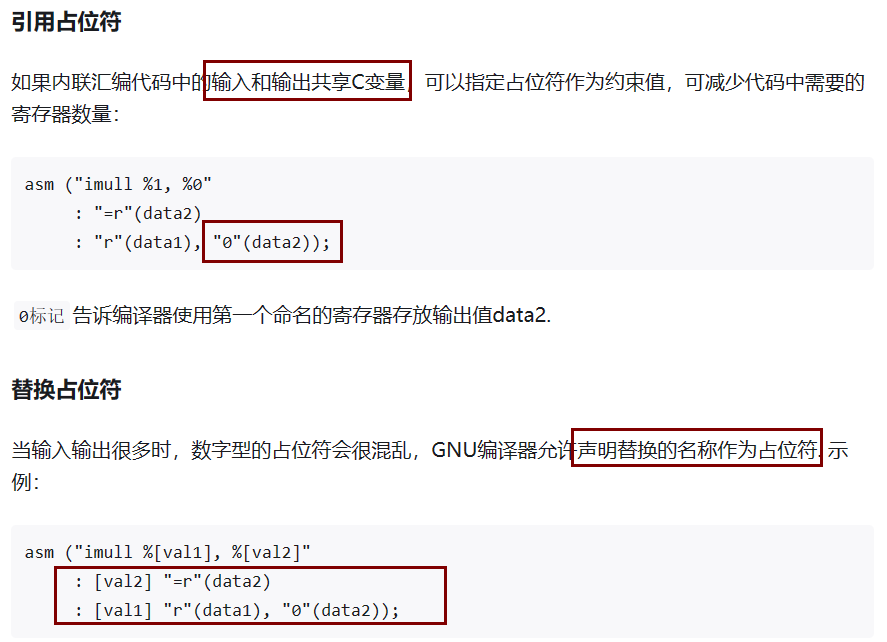 引用占位符
如果内联汇编代码中的输入和输出共享C变量，可以指定占位符作为约束值，可减少代码中需要的
寄存器数量：
asm ("imull %1, %0"
: "=r"(data2)
: "r"(data1), "0"(data2));
0标记 告诉编译器使用第一个命名的寄存器存放输出值data2.
替换占位符
当输入输出很多时，数字型的占位符会很混乱，GNU编译器允许声明替换的名称作为占位符. 示
例：
asm ("imull %[val1], %[val2]"
: [val2] "=r"(data2)
: [val1] "r"(data1), "0"(data2));